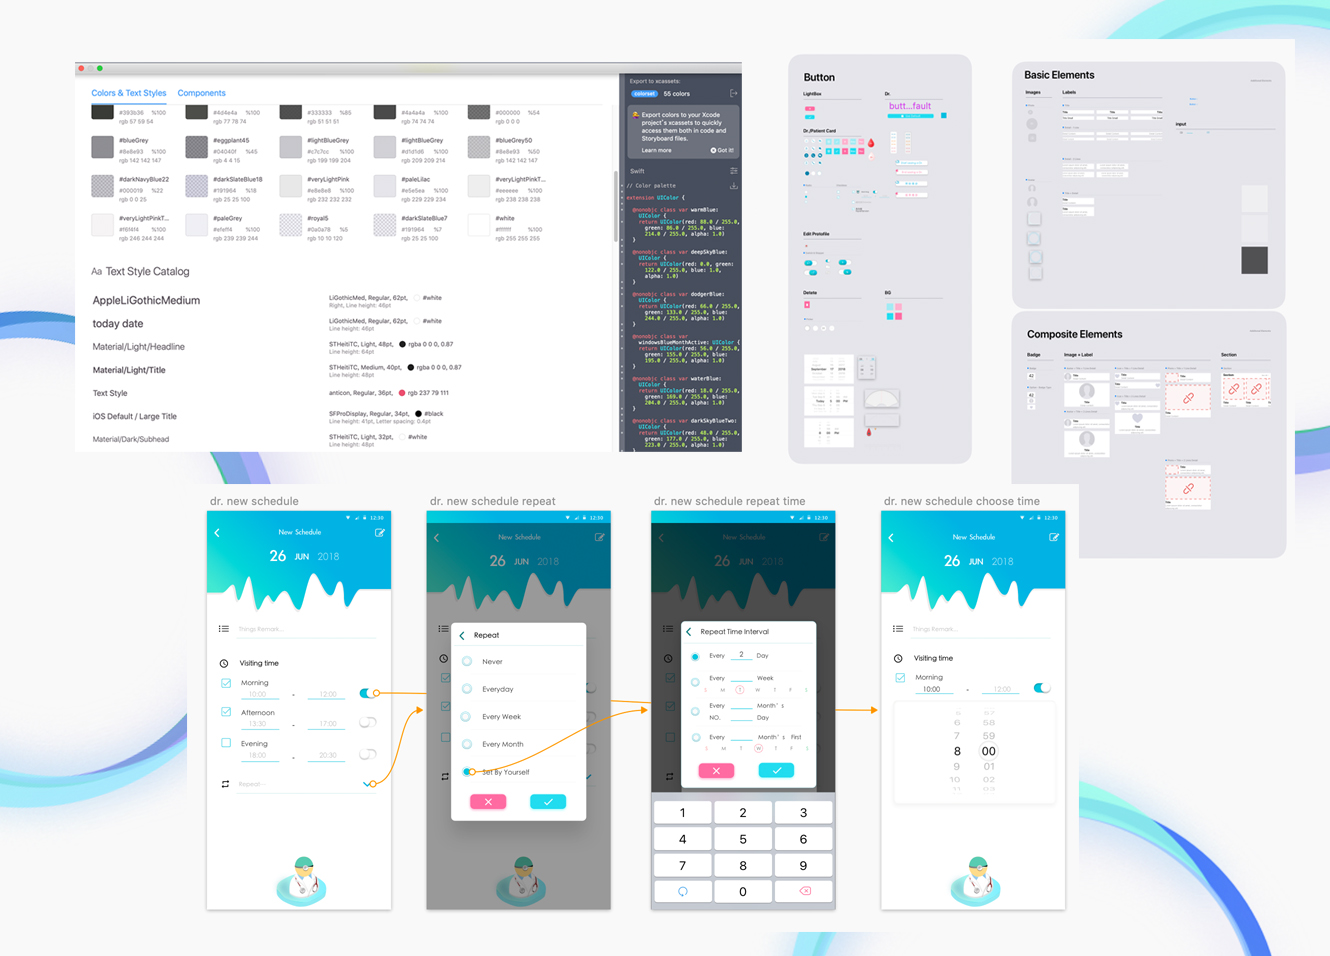 Colors & Text Styles
Components
#393b36 %100
rgb 57 59 54
#4d4e4a %100
rgb 77 78 74
#333333 %85
rgb 51 51 51
#4a4a4a %100
rgb 74 74 74
#000000 %54
rgb 0 0 0
#blueGrey
#8e8e93 %100
rgb 142 142 147
#eggplant45
#04040f %45
rgb 4 4 15
#lightBlueGrey
#c7c7cc %100
rgb 199 199 204
#lightBlueGrey
#d1d1d6 %100
rgb 209 209 214
#blueGrey50
#8e8e93 %50
rgb 142 142 147
#darkNavyBlue22
#000019 %22
rgb 0 0 25
#darkSlateBlue18
#191964 %18
rgb 25 25 100
#veryLightPink
#e8e8e8 %100
rgb 232 232 232
#paleLilac
#e5e5ea %100
rgb 229 229 234
#veryLightPinkT...
#eeeeee %100
rgb 238 238 238
#veryLightPinkT...
#f6f4f4 %100
rgb 246 244 244
#paleGrey
#efeff4 %100
rgb 239 239 244
#royal5
#0a0a78 %5
rgb 10 10 120
#darkSlateBlue7
#191964 %7
rgb 25 25 100
#white
#ffffff %100
rgb 255 255 255
Aa Text Style Catalog
AppleLiGothicMedium
LiGothicMed, Regular, 62pt, #white
Right, Line height: 46pt
today date
LiGothicMed, Regular, 62pt, #white
Line height: 46pt
Material/Light/Headline
STHeitiTC, Light, 48pt, rgba 0 0 0, 0.87
Line height: 64pt
Material/Light/Title
STHeitiTC, Medium, 40pt, rgba 0 0 0, 0.87
Line height: 48pt
Text Style
anticon, Regular, 36pt, rgb 237 79 111
iOS Default / Large Title
SFProDisplay, Regular, 34pt, #black
Line height: 41pt, Letter spacing: 0.4pt
Material/Dark/Subhead
STHeitiTC, Light, 32pt, #white
Line height: 48pt
Export to xcassets:
colorset 55 colors
Export colors to your Xcode
project's xcassets to quickly
access them both in code and
Storyboard files.
Learn more Got it!
Swift
// Color palette
extension UIColor {
@nonobjc class var warmBlue:
UIColor {
return UIColor(red: 88.0 / 255.0,
green: 86.0 / 255.0, blue:
214.0 / 255.0, alpha: 1.0)
}
@nonobjc class var deepSkyBlue:
UIColor {
return UIColor(red: 0.0, green:
122.0 / 255.0, blue: 1.0,
alpha: 1.0)
}
@nonobjc class var dodgerBlue:
UIColor {
return UIColor(red: 66.0 / 255.0,
green: 133.0 / 255.0, blue:
244.0 / 255.0, alpha: 1.0)
}
@nonobjc class var
windowsBlueMonthActive: UIColor {
return UIColor(red: 56.0 / 255.0,
green: 155.0 / 255.0, blue:
195.0 / 255.0, alpha: 1.0)
}
@nonobjc class var waterBlue:
UIColor {
return UIColor(red: 18.0 / 255.0,
green: 169.0 / 255.0, blue:
204.0 / 255.0, alpha: 1.0)
}
@nonobjc class var darkSkyBlueTwo:
UIColor {
return UIColor(red: 48.0 / 255.0,
green: 177.0 / 255.0, blue:
223.0 / 255.0, alpha: 1.0)
}
Button
LightBox
Dr.
butt...fault
Dr./Patient Card
Edit Protofile
Delete
BG
Basic Elements
Images
Labels
Input
Composite Elements
Badge
Image + Label
Section
dr. new schedule
12:30
New Schedule
26 JUN 2018
Things Remark...
Visiting time
Morning
10:00 - 12:00
Afternoon
13:30 - 17:00
Evening
18:00 - 20:30
Repeat...
dr. new schedule repeat
12:30
New Schedule
26 JUN 2018
Repeat
Never
Everyday
Every Week
Every Month
Set By Yourself
dr. new schedule repeat time
12:30
New Schedule
26 JUN 2018
Repeat Time Interval
Every 2 Day
Every Week
S M T W T F S
Every Month's
NO. Day
Every Month's First
S M T W T F S
1 2 3
4 5 6
7 8 9
0
dr. new schedule choose time
12:30
New Schedule
26 JUN 2018
Things Remark...
Visiting time
Morning
10:00 - 12:00
6 58
7 59
8 00
9 01
10 02